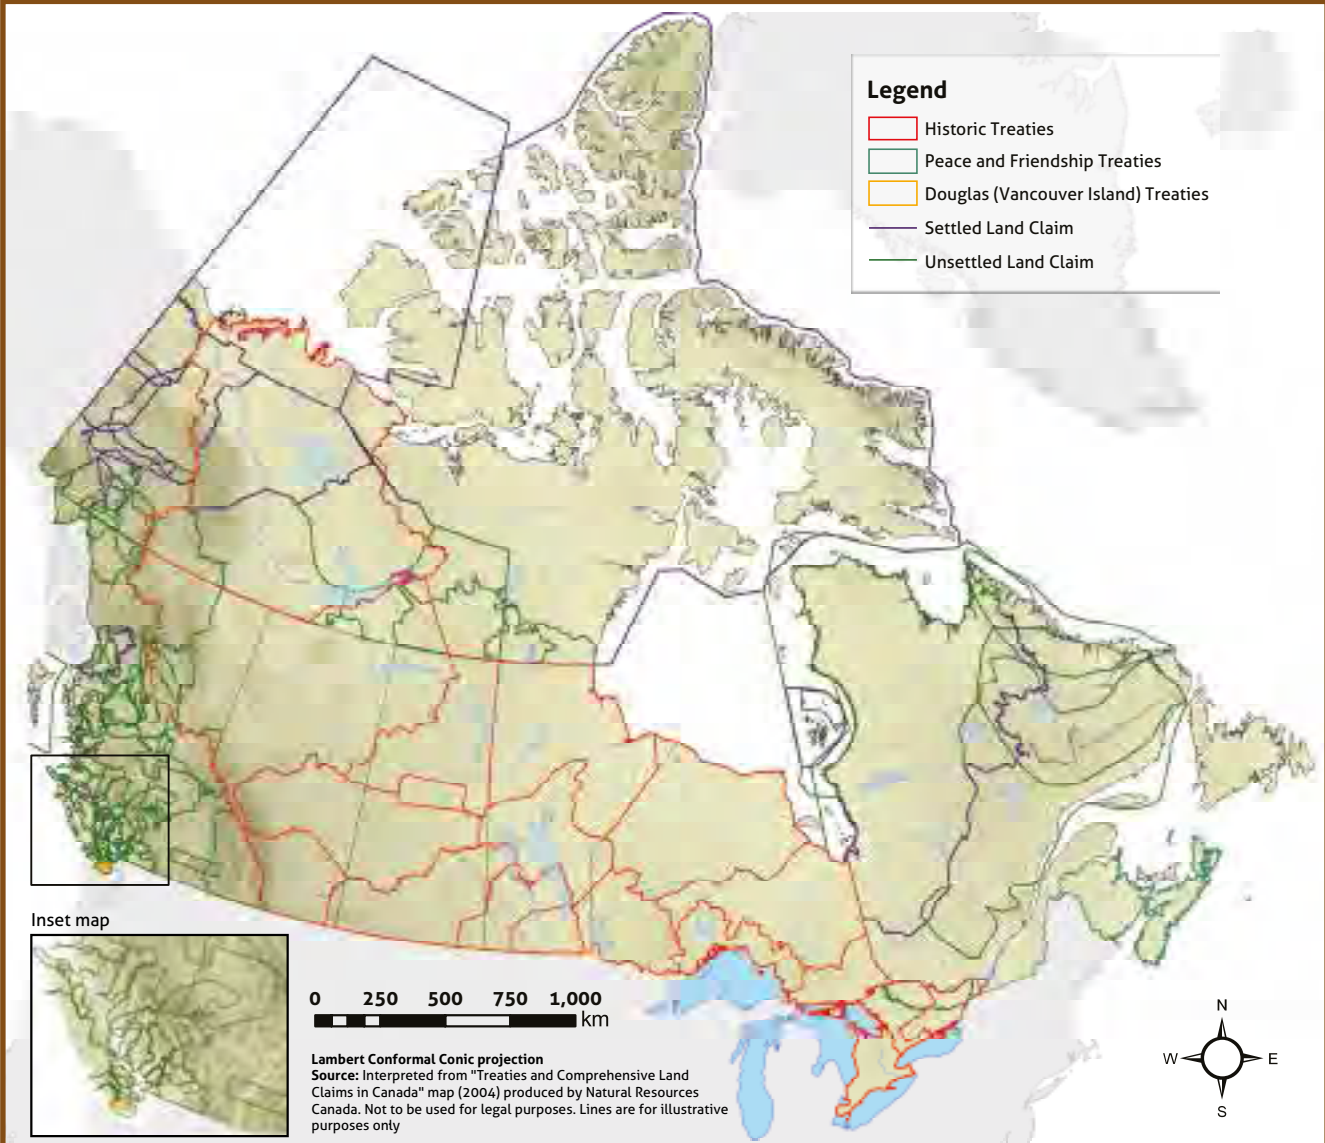 Legend
Historic Treaties
Peace and Friendship Treaties
Douglas (Vancouver Island) Treaties
Settled Land Claim
Unsettled Land Claim
Inset map
0 250 500 750 1,000
km
Lambert Conformal Conic projection
Source: Interpreted from "Treaties and Comprehensive Land
Claims in Canada" map (2004) produced by Natural Resources
Canada. Not to be used for legal purposes. Lines are for illustrative
purposes only
N
W E
S